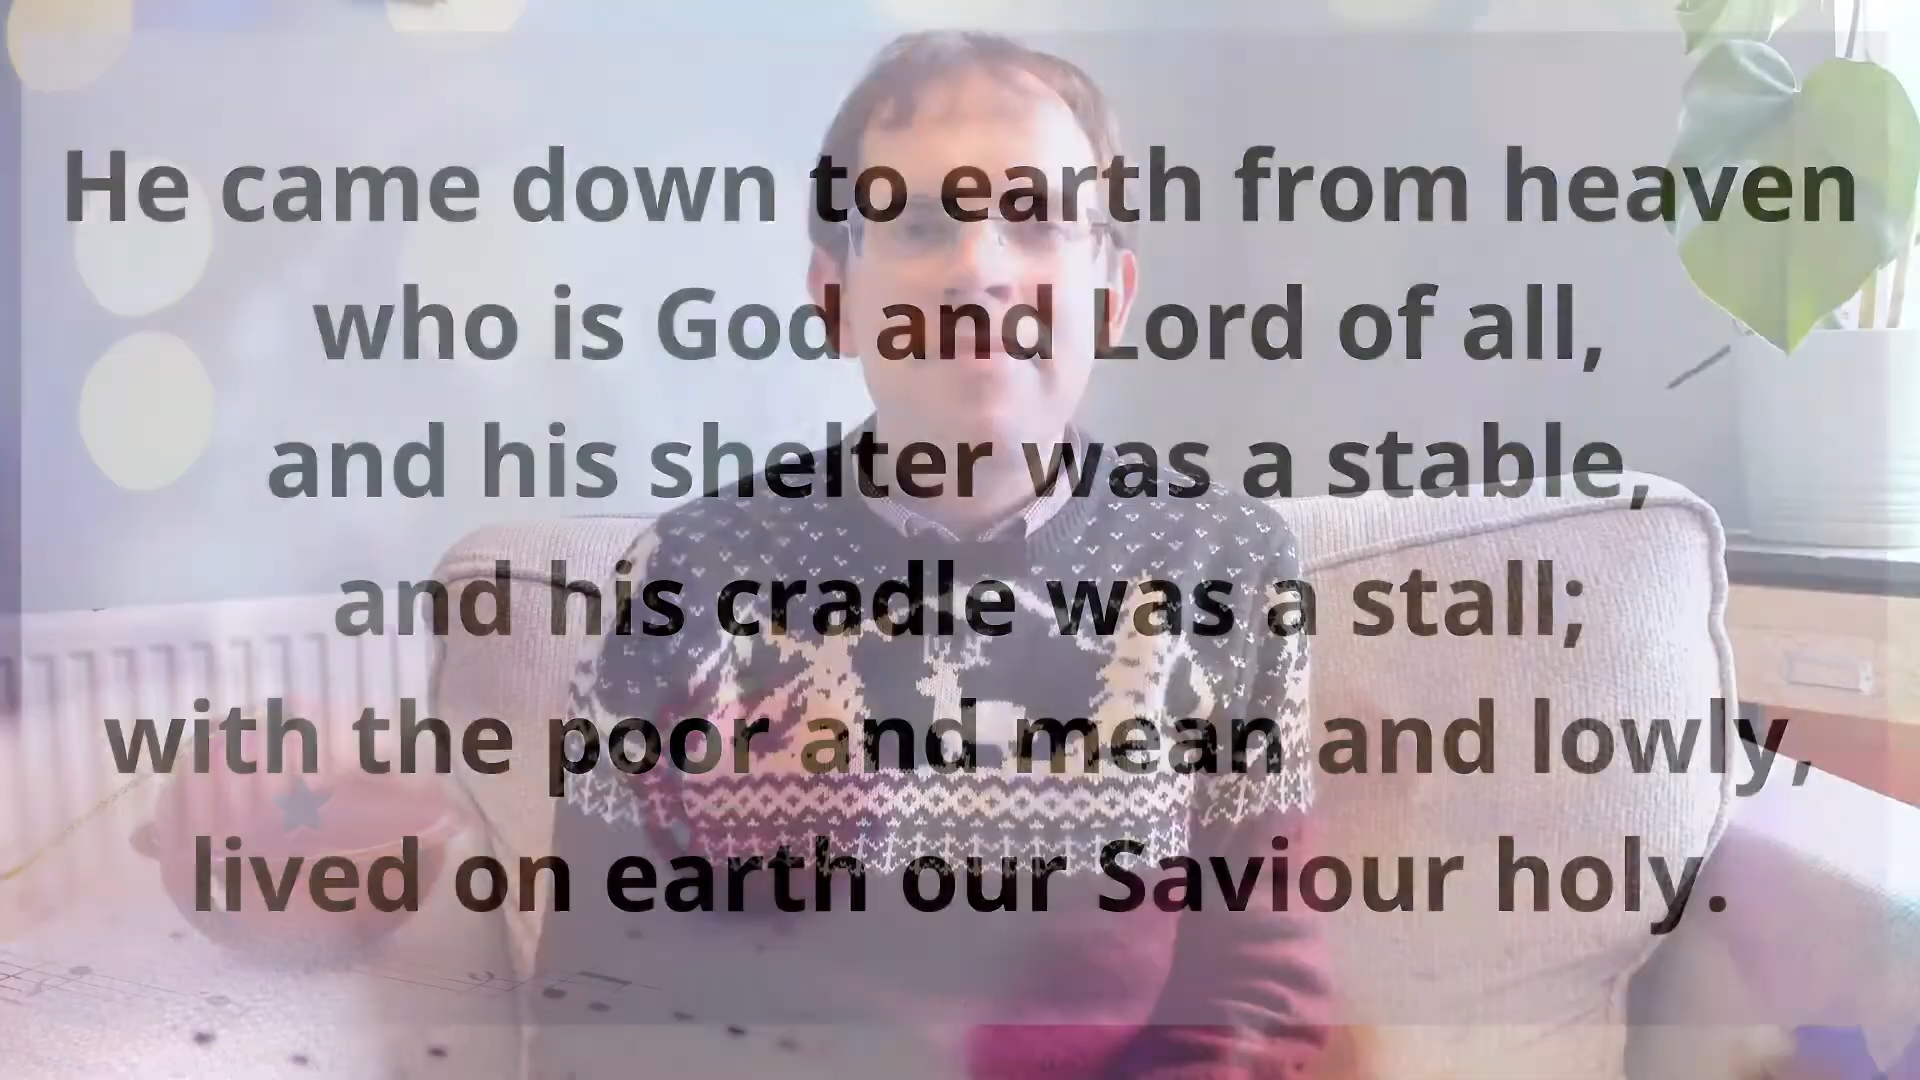 He came down to earth from heaven
who is God and Lord of all,
and his shelter was a stable,
and his cradle was a stall;
with the poor and mean and lowly,
lived on earth our Saviour holy.